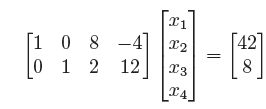 [1 0 8 −4; 0 1 2 12] [x₁; x₂; x₃; x₄] = [42; 8]